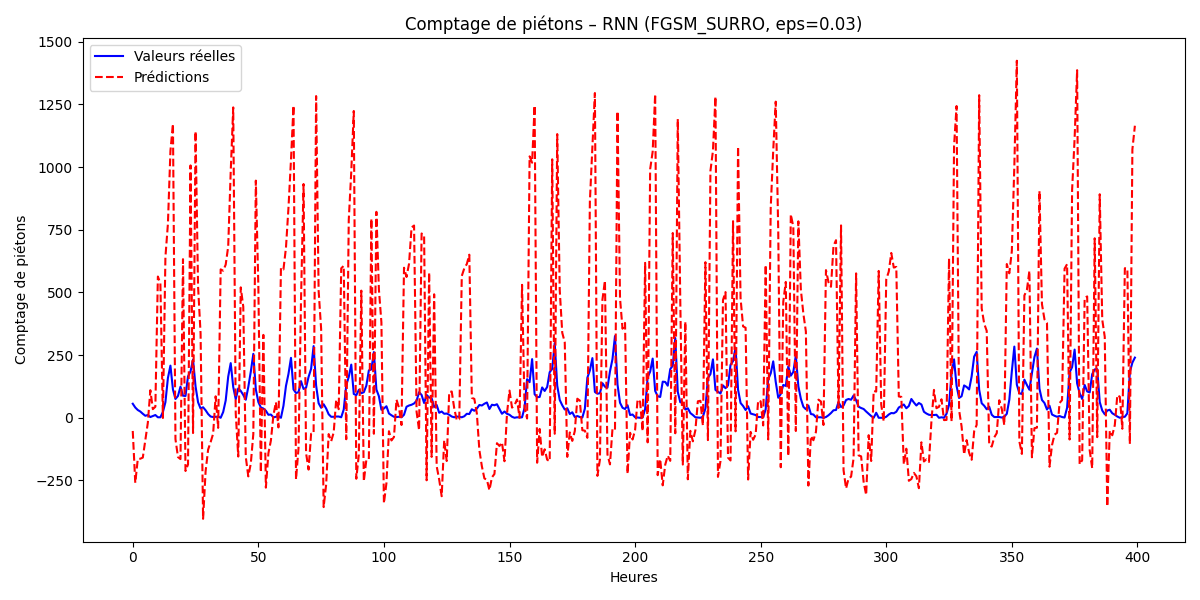 Comptage de piétons – RNN (FGSM_SURRO, eps=0.03)
Valeurs réelles
Prédictions
Comptage de piétons
1500
1250
1000
750
500
250
0
−250
0 50 100 150 200 250 300 350 400
Heures